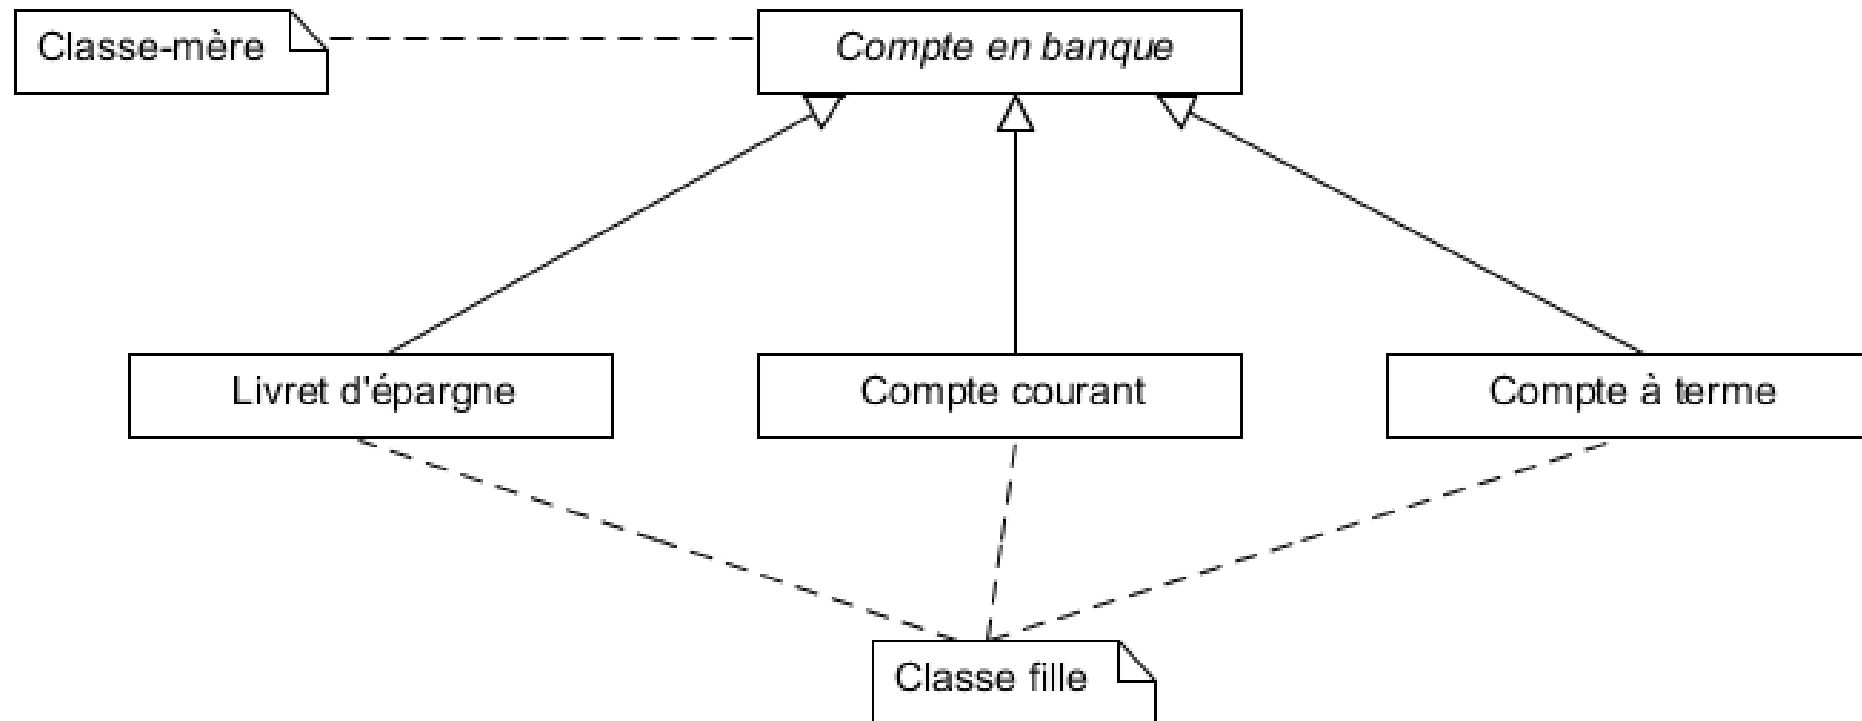 Classe-mère
Compte en banque
Livret d'épargne
Compte courant
Compte à terme
Classe fille